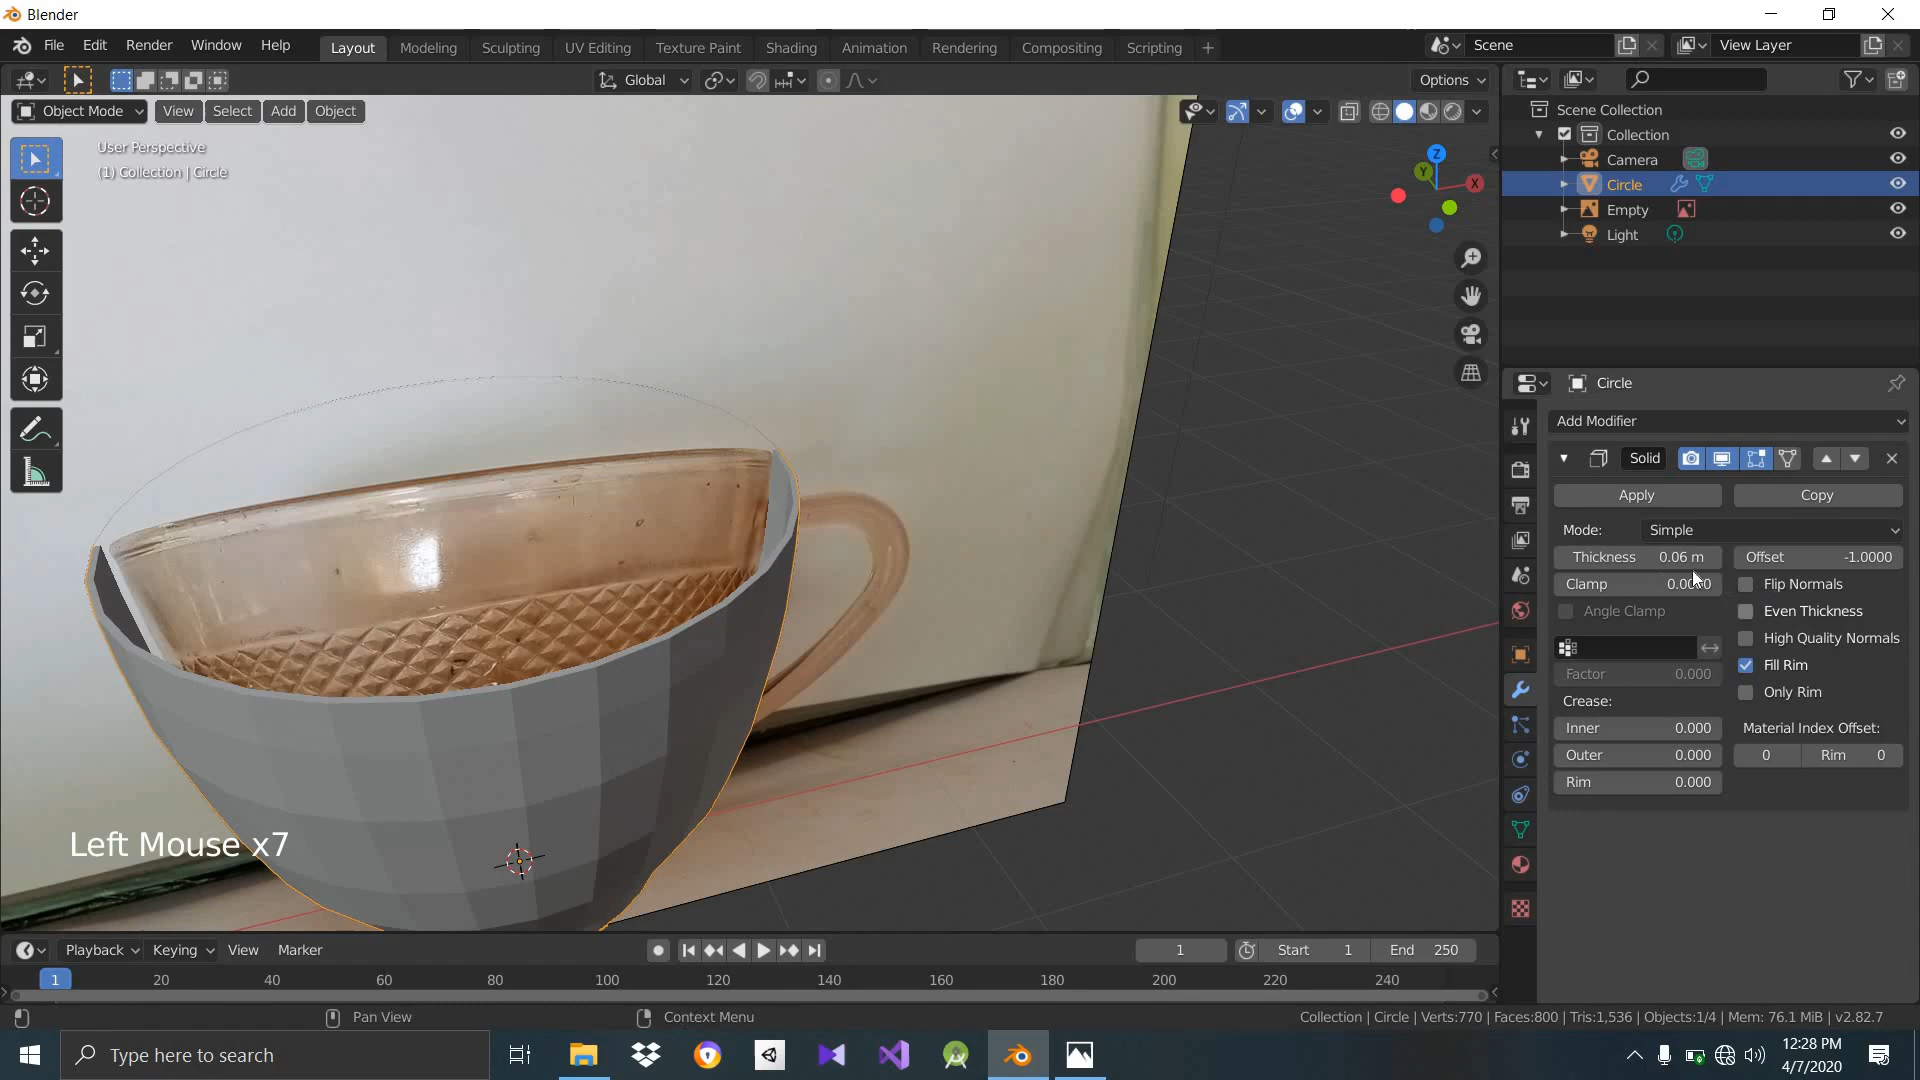 Blender
File Edit Render Window Help Layout Modeling Sculpting UV Editing Texture Paint Shading Animation Rendering Compositing Scripting + Scene View Layer
Global Options
Object Mode View Select Add Object
User Perspective
(1) Collection | Circle
Z
Y
X
Scene Collection
Collection
Camera
Circle
Empty
Light
Circle
Add Modifier
Solid
Apply Copy
Mode: Simple
Thickness 0.06 m Offset -1.0000
Clamp Flip Normals
Angle Clamp Even Thickness
High Quality Normals
Factor 0.000 Fill Rim
Crease: Only Rim
Inner 0.000 Material Index Offset:
Outer 0.000 0 Rim 0
Rim 0.000
Left Mouse x7
Playback Keying View Marker 1 Start 1 End 250
1 20 40 60 80 100 120 140 160 180 200 220 240
Pan View Context Menu Collection | Circle | Verts:770 | Faces:800 | Tris:1,536 | Objects:1/4 | Mem: 76.1 MiB | v2.82.7
Type here to search
12:28 PM
4/7/2020